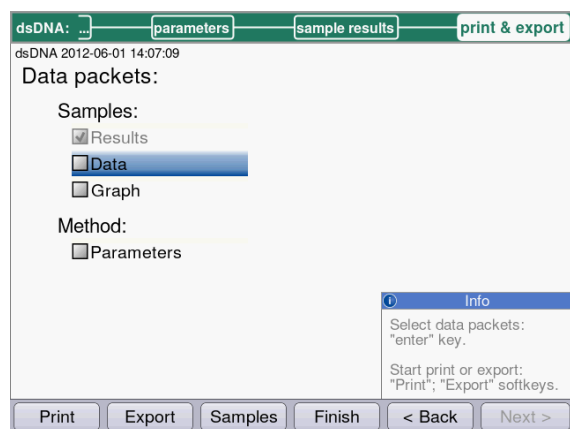 dsDNA: ... parameters sample results print & export
dsDNA 2012-06-01 14:07:09
Data packets:
Samples:
Results
Data
Graph
Method:
Parameters
Info
Select data packets:
"enter" key.
Start print or export:
"Print"; "Export" softkeys.
Print Export Samples Finish < Back Next >